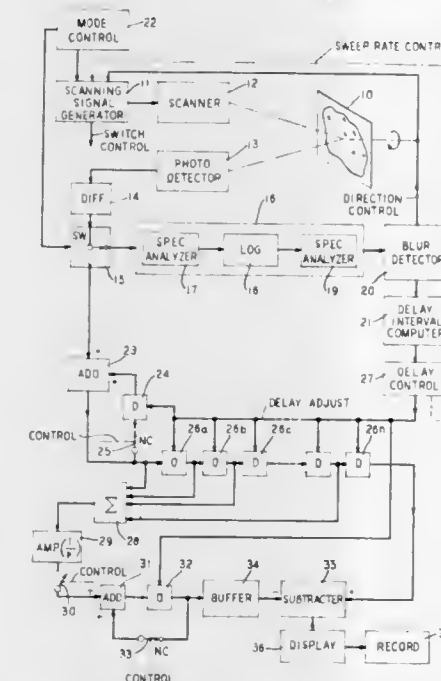 MODE
CONTROL
22
SWEEP RATE CONTR
SCANNING
SIGNAL
GENERATOR
11
SCANNER
12
10
SWITCH
CONTROL
PHOTO
DETECTOR
13
DIRECTION
CONTROL
DIFF
14
16
SW
15
SPEC
ANALYZER
17
LOG
18
SPEC
ANALYZER
19
BLUR
DETECTOR
20
DELAY
INTERVAL
COMPUTER
21
ADD
23
D
24
DELAY
CONTROL
27
DELAY ADJUST
CONTROL
25
NC
26a
26b
26c
26n
D
D
D
D
D
Σ
28
AMP
29
CONTROL
30
ADD
31
D
32
BUFFER
34
SUBTRACTER
35
33
NC
36
DISPLAY
RECORD
CONTROL